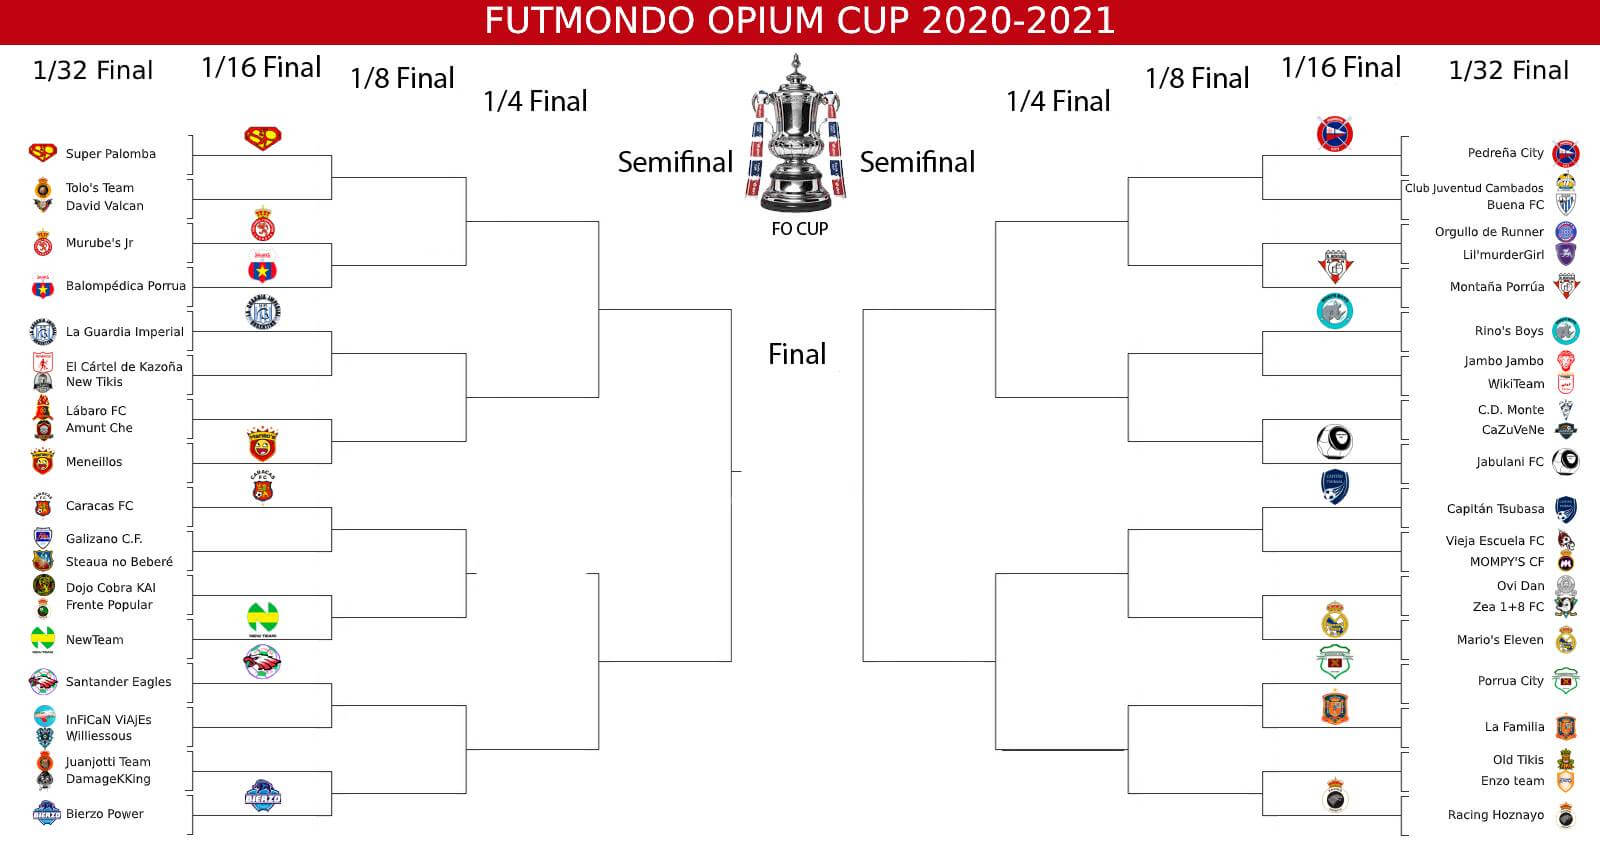 FUTMONDO OPIUM CUP 2020-2021
1/32 Final
1/16 Final
1/8 Final
1/4 Final
Semifinal
Semifinal
1/4 Final
1/8 Final
1/16 Final
1/32 Final
FO CUP
Final
Super Palomba
Tolo's Team
David Valcan
Murube's Jr
Balompédica Porrua
La Guardia Imperial
El Cártel de Kazoña
New Tikis
Lábaro FC
Amunt Che
Meneillos
Caracas FC
Galizano C.F.
Steaua no Beberé
Dojo Cobra KAI
Frente Popular
NewTeam
Santander Eagles
InFiCaN ViAjEs
Williessous
Juanjotti Team
DamageKKing
Bierzo Power
CARACAS
F C
NEW TEAM
BIERZO
Pedreña City
Club Juventud Cambados
Buena FC
Orgullo de Runner
Lil'murderGirl
Montaña Porrúa
Rino's Boys
Jambo Jambo
WikiTeam
C.D. Monte
CaZuVeNe
Jabulani FC
Capitán Tsubasa
Vieja Escuela FC
MOMPY'S CF
Ovi Dan
Zea 1+8 FC
Mario's Eleven
Porrua City
La Familia
Old Tikis
Enzo team
Racing Hoznayo
CAPITÁN
TSUBASA